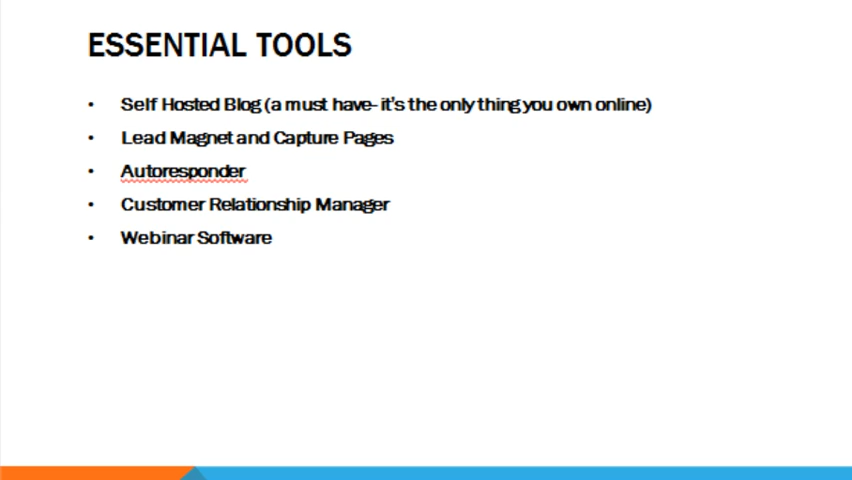 ESSENTIAL TOOLS
• Self Hosted Blog (a must have- it's the only thing you own online)
• Lead Magnet and Capture Pages
• Autoresponder
• Customer Relationship Manager
• Webinar Software